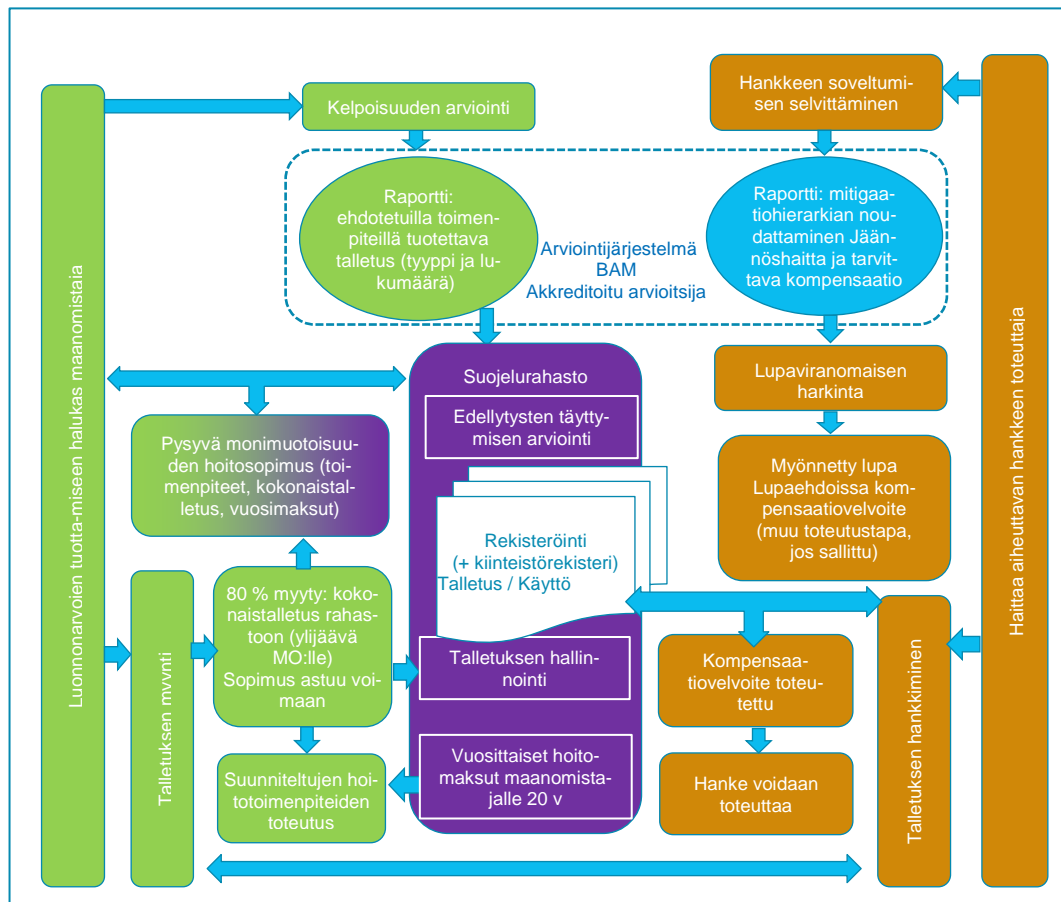 Luonnonarvoien tuotta-miseen halukas maanomistaia
Kelpoisuuden arviointi
Hankkeen soveltumi-
sen selvittäminen
Haittaa aiheuttavan hankkeen toteuttaja
Raportti:
ehdotetuilla toimen-
piteillä tuotettava
talletus (tyyppi ja lu-
kumäärä)
Arviointijärjestelmä
BAM
Akkreditoitu arvioitsija
Raportti: mitigaa-
tiohierarkian nou-
dattaminen Jään-
nöshaitta ja tarvit-
tava kompensaatio
Suojelurahasto
Edellytysten täytty-
misen arviointi
Rekisteröinti
(+ kiinteistörekisteri)
Talletus / Käyttö
Talletuksen hallin-
nointi
Vuosittaiset hoito-
maksut maanomista-
jalle 20 v
Pysyvä monimuotoisuu-
den hoitosopimus (toi-
menpiteet, kokonaistal-
letus, vuosimaksut)
Talletuksen myynti
80 % myyty: koko-
naistalletus rahas-
toon (ylijäävä
MO:lle)
Sopimus astuu voi-
maan
Suunniteltujen hoi-
totoimenpiteiden
toteutus
Lupaviranomaisen
harkinta
Myönnetty lupa
Lupaehdoissa kom-
pensaatiovelvoite
(muu toteutustapa,
jos sallittu)
Kompensaa-
tiovelvoite toteu-
tettu
Hanke voidaan
toteuttaa
Talletuksen hankkiminen